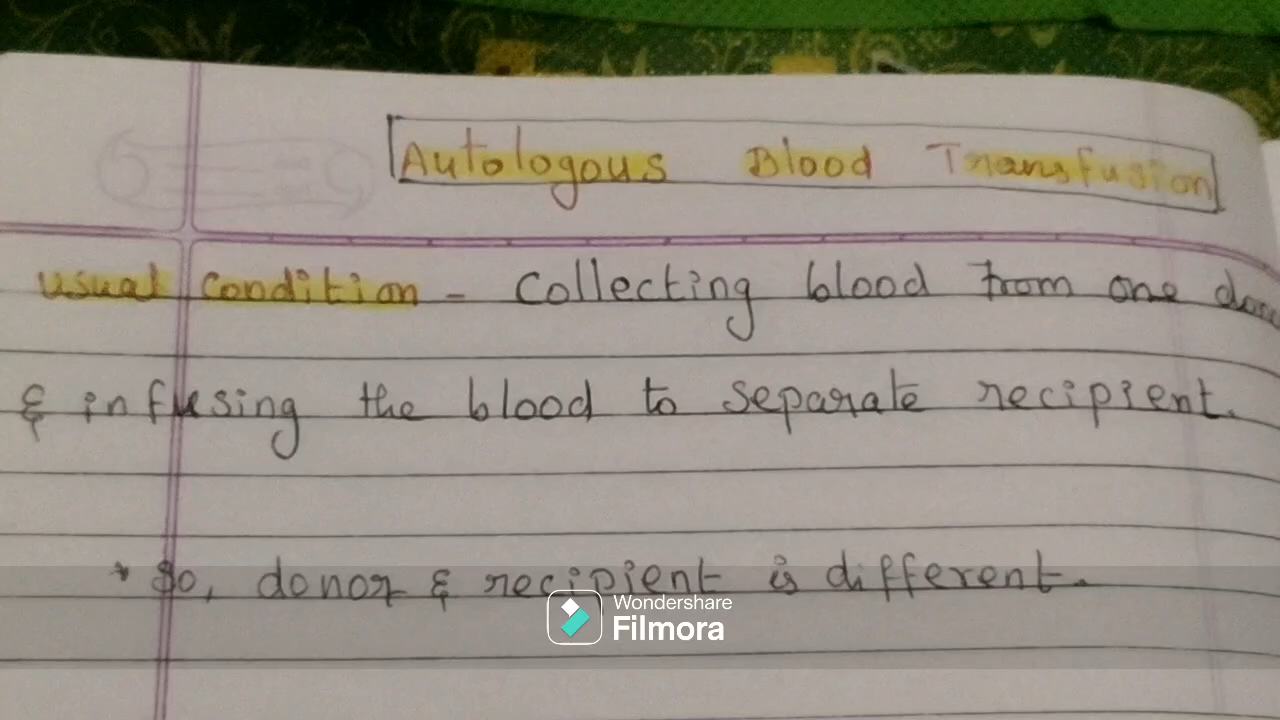 Autologous Blood Transfusion
usual condition - collecting blood from one
& infusing the blood to separate recipient.
* So, donor & recipient is different.
Wondershare
Filmora